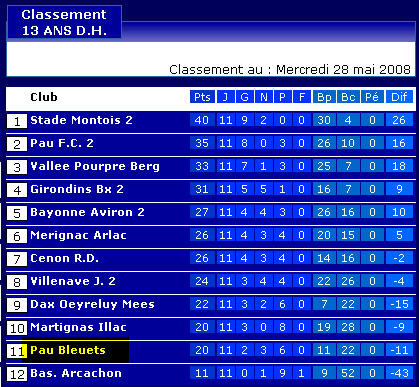 Classement
13 ANS D.H.
Classement au : Mercredi 28 mai 2008
Club Pts J G N P F Bp Bc Pé Dif
1 Stade Montois 2 40 11 9 2 0 0 30 4 0 26
2 Pau F.C. 2 35 11 8 0 3 0 26 10 0 16
3 Vallee Pourpre Berg 33 11 7 1 3 0 25 7 0 18
4 Girondins Bx 2 31 11 5 5 1 0 16 7 0 9
5 Bayonne Aviron 2 27 11 4 4 3 0 26 16 0 10
6 Merignac Arlac 26 11 4 3 4 0 20 15 0 5
7 Cenon R.D. 26 11 4 3 4 0 14 16 0 -2
8 Villenave J. 2 24 11 3 4 4 0 22 26 0 -4
9 Dax Oeyreluy Mees 22 11 3 2 6 0 7 22 0 -15
10 Martignas Illac 20 11 3 0 8 0 19 28 0 -9
11 Pau Bleuets 20 11 2 3 6 0 11 22 0 -11
12 Bas. Arcachon 11 11 0 1 9 1 9 52 0 -43